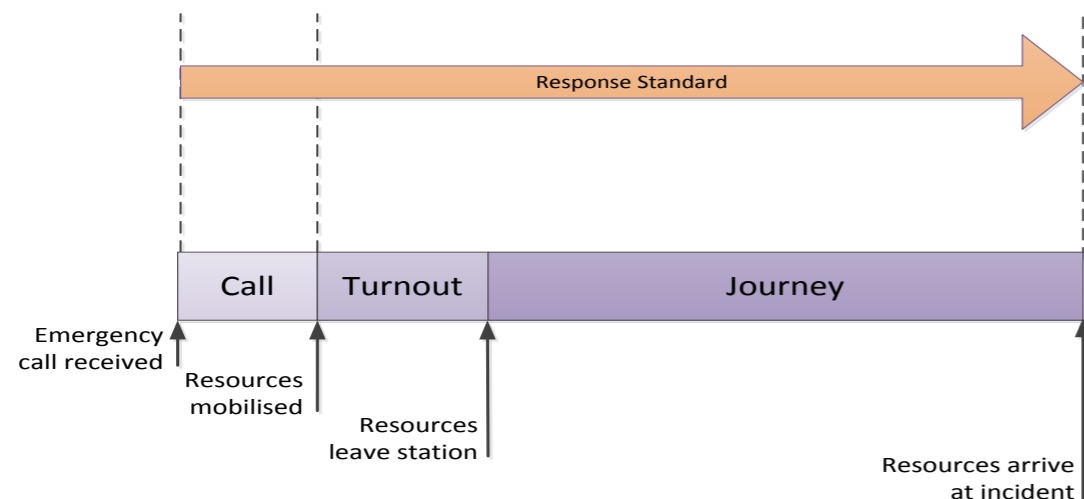 Response Standard
Call
Turnout
Journey
Emergency
call received
Resources
mobilised
Resources
leave station
Resources arrive
at incident